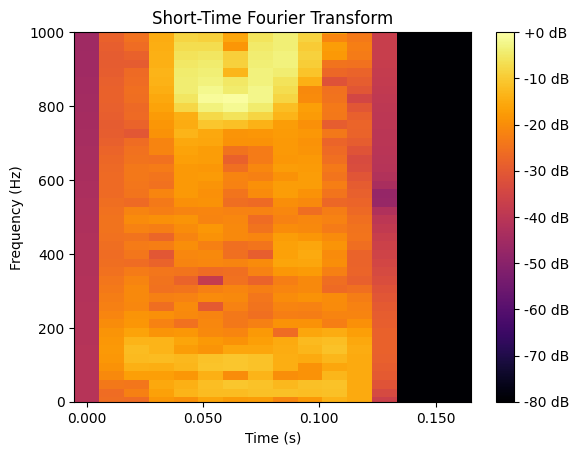 Short-Time Fourier Transform
1000
800
600
400
200
0
Frequency (Hz)
0.000
0.050
0.100
0.150
Time (s)
+0 dB
-10 dB
-20 dB
-30 dB
-40 dB
-50 dB
-60 dB
-70 dB
-80 dB